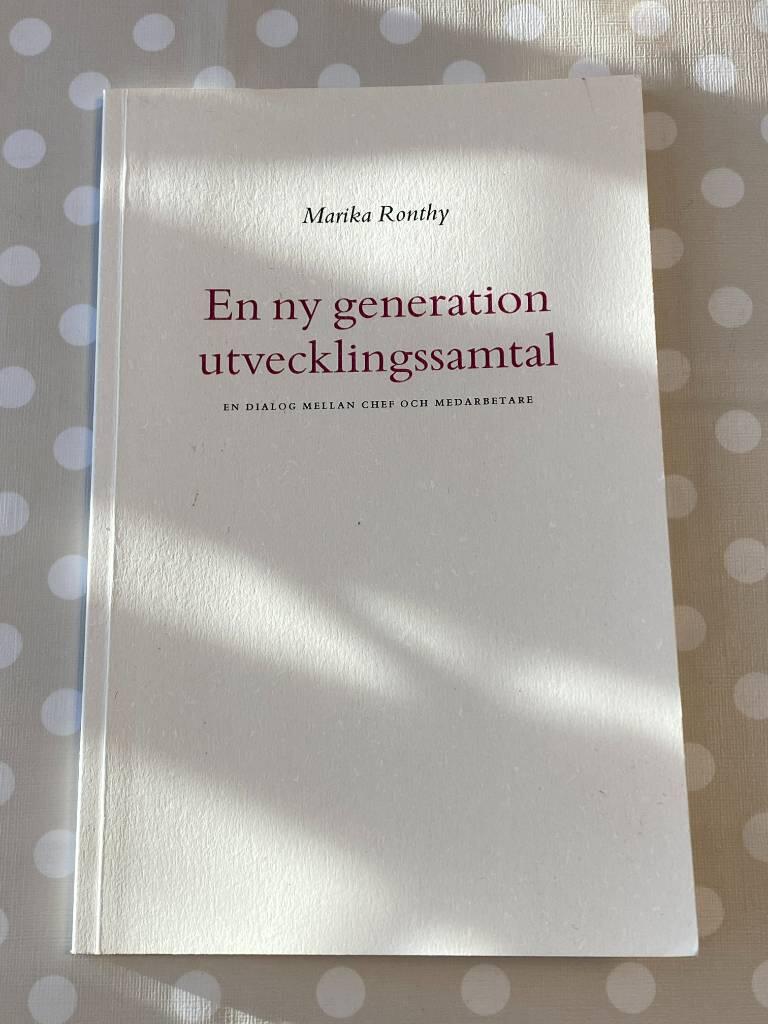 Marika Ronthy
En ny generation
utvecklingssamtal
EN DIALOG MELLAN CHEF OCH MEDARBETARE